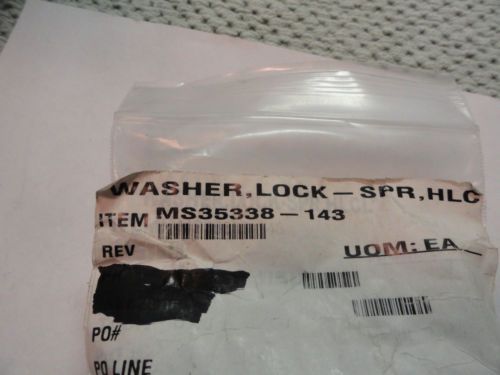 WASHER,LOCK-SPR,HLC
ITEM MS35338-143
REV
UOM: EA
PO#
PO LINE